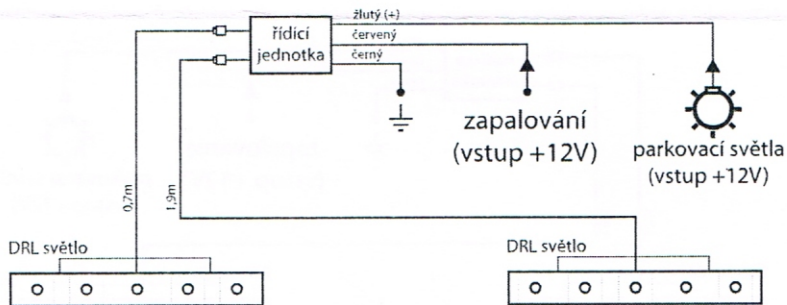 žlutý (+)
řídící
jednotka
červený
černý
zapalování
(vstup +12V)
parkovací světla
(vstup +12V)
0,7m
1,9m
DRL světlo
DRL světlo